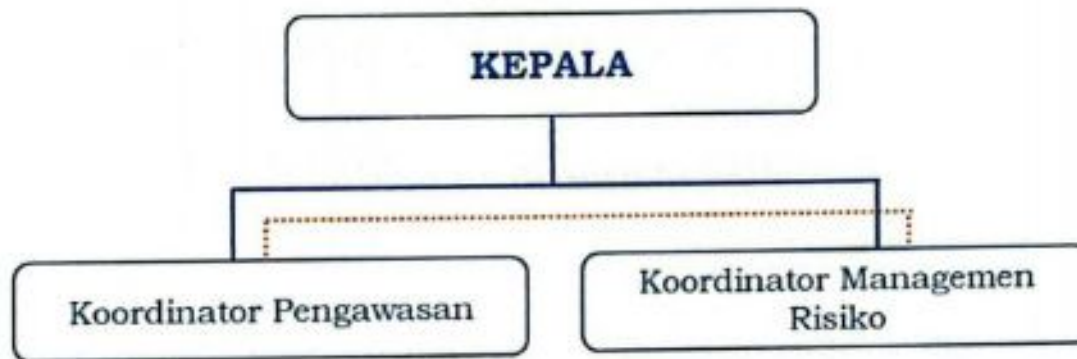 KEPALA
Koordinator Pengawasan
Koordinator Managemen
Risiko